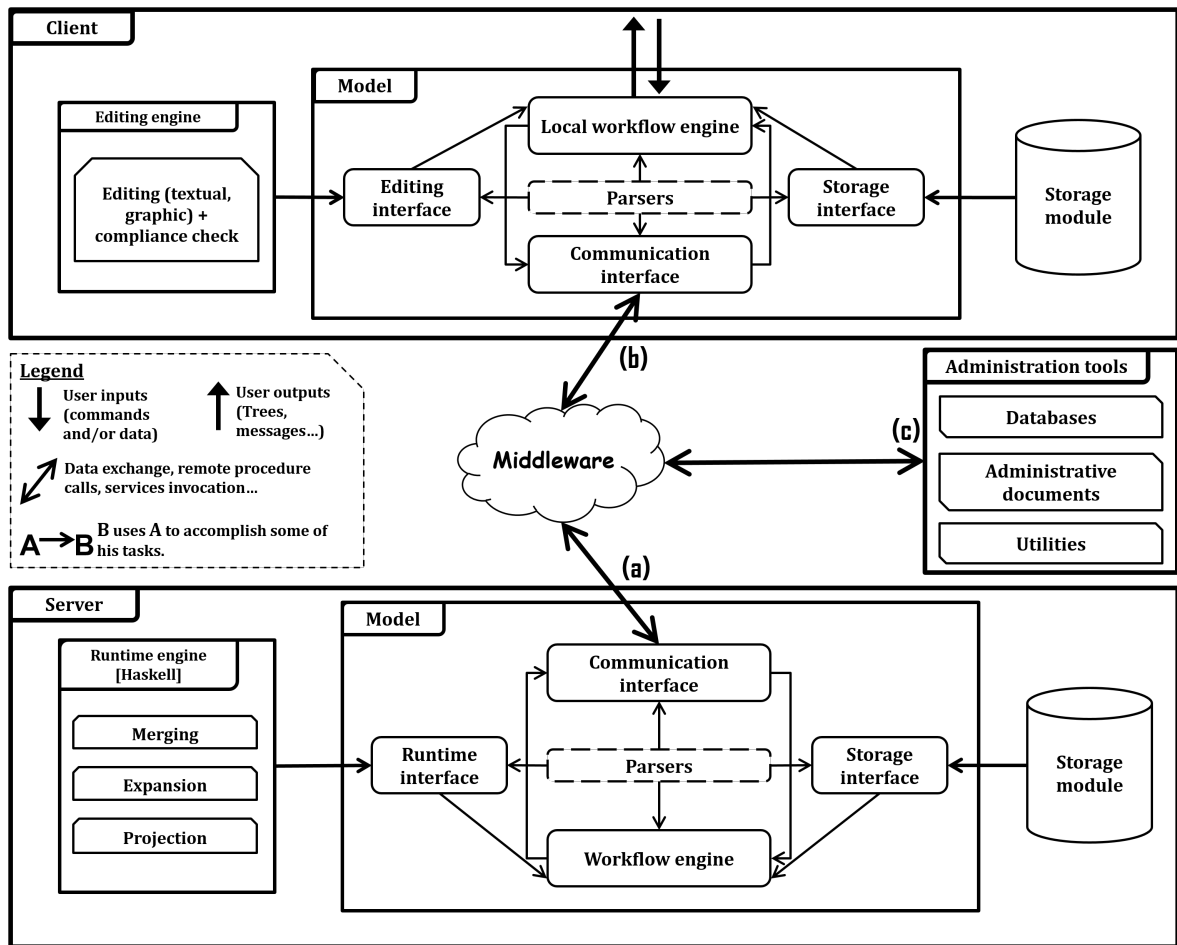 Client
Model
Editing engine
Editing (textual,
graphic) +
compliance check
Local workflow engine
Editing
interface
Parsers
Storage
interface
Communication
interface
Storage
module
(b)
Legend
User inputs
(commands
and/or data)
User outputs
(Trees,
messages...)
Data exchange, remote procedure
calls, services invocation...
A B B uses A to accomplish some of
his tasks.
Middleware
(c)
Administration tools
Databases
Administrative
documents
Utilities
(a)
Server
Model
Runtime engine
[Haskell]
Merging
Expansion
Projection
Communication
interface
Runtime
interface
Parsers
Storage
interface
Workflow engine
Storage
module